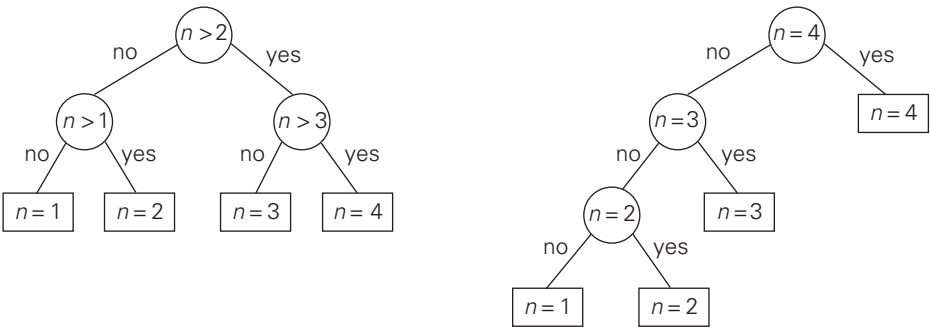 n > 2
no
yes
n > 1
n > 3
no
yes
no
yes
n = 1
n = 2
n = 3
n = 4
n = 4
no
yes
n = 3
n = 4
no
yes
n = 2
n = 3
no
yes
n = 1
n = 2